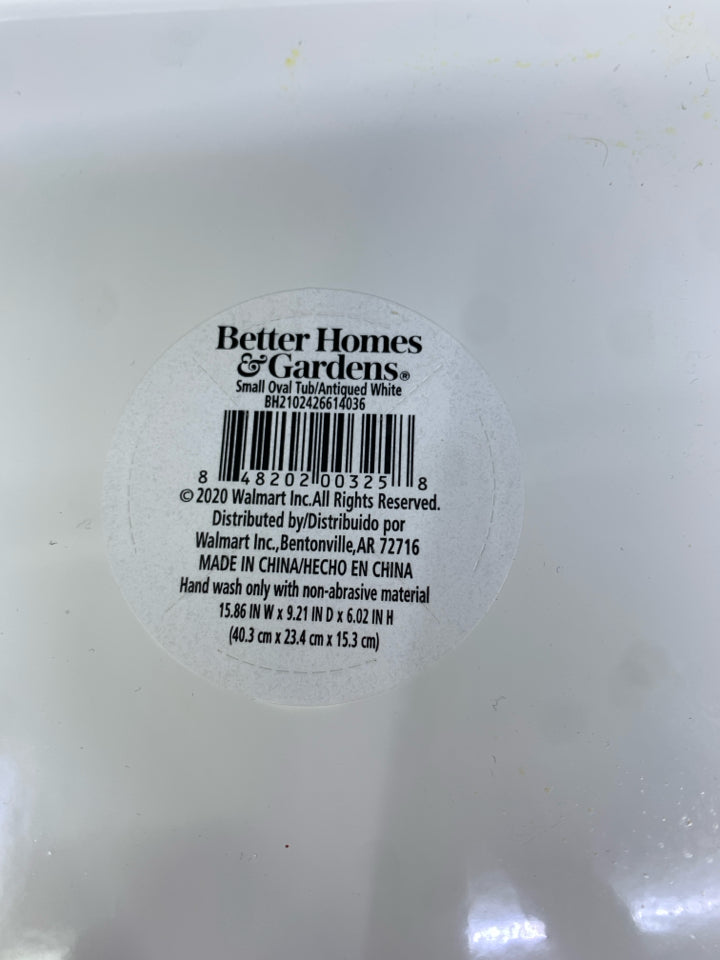 Better Homes
& Gardens®
Small Oval Tub/Antiqued White
BH2102426614036
8 48202 00325 8
© 2020 Walmart Inc.All Rights Reserved.
Distributed by/Distribuido por
Walmart Inc.,Bentonville,AR 72716
MADE IN CHINA/HECHO EN CHINA
Hand wash only with non-abrasive material
15.86 IN W x 9.21 IN D x 6.02 IN H
(40.3 cm x 23.4 cm x 15.3 cm)